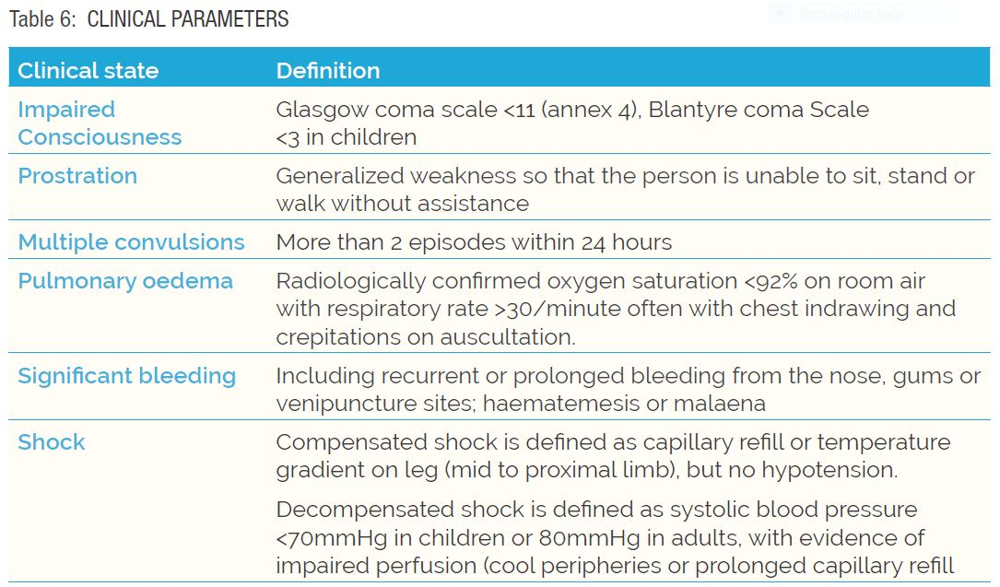 Table 6: CLINICAL PARAMETERS
Rectangular Snip
Clinical state Definition
Impaired Consciousness Glasgow coma scale <11 (annex 4), Blantyre coma Scale
<3 in children
Prostration Generalized weakness so that the person is unable to sit, stand or
walk without assistance
Multiple convulsions More than 2 episodes within 24 hours
Pulmonary oedema Radiologically confirmed oxygen saturation <92% on room air
with respiratory rate >30/minute often with chest indrawing and
crepitations on auscultation.
Significant bleeding Including recurrent or prolonged bleeding from the nose, gums or
venipuncture sites; haematemesis or malaena
Shock Compensated shock is defined as capillary refill or temperature
gradient on leg (mid to proximal limb), but no hypotension.
Decompensated shock is defined as systolic blood pressure
<70mmHg in children or 80mmHg in adults, with evidence of
impaired perfusion (cool peripheries or prolonged capillary refill